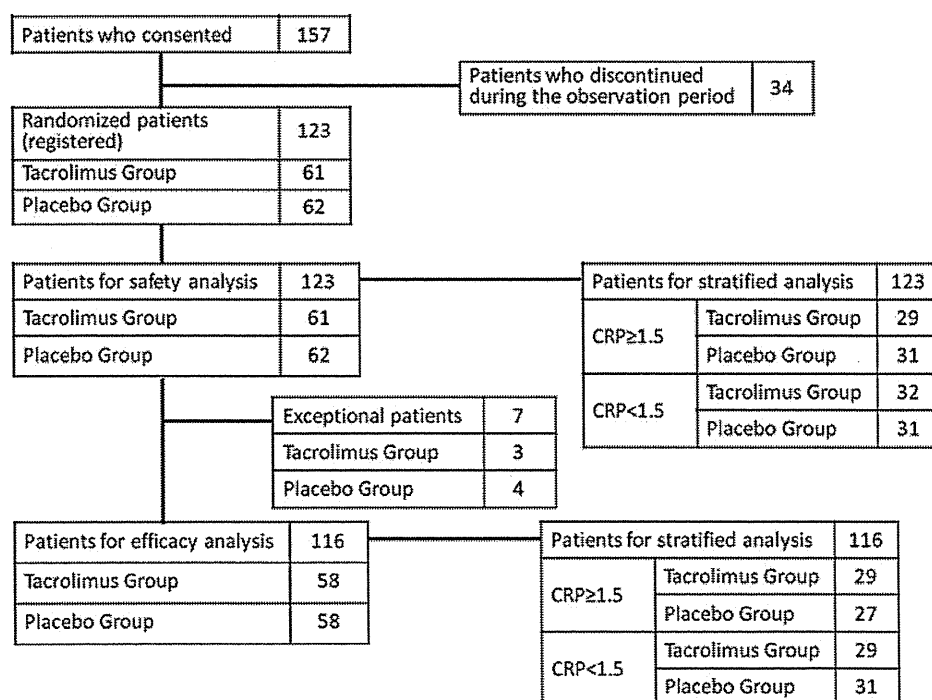 Patients who consented 157
Patients who discontinued
during the observation period 34
Randomized patients
(registered) 123
Tacrolimus Group 61
Placebo Group 62
Patients for safety analysis 123
Tacrolimus Group 61
Placebo Group 62
Patients for stratified analysis 123
CRP≥1.5 Tacrolimus Group 29
Placebo Group 31
CRP<1.5 Tacrolimus Group 32
Placebo Group 31
Exceptional patients 7
Tacrolimus Group 3
Placebo Group 4
Patients for efficacy analysis 116
Tacrolimus Group 58
Placebo Group 58
Patients for stratified analysis 116
CRP≥1.5 Tacrolimus Group 29
Placebo Group 27
CRP<1.5 Tacrolimus Group 29
Placebo Group 31